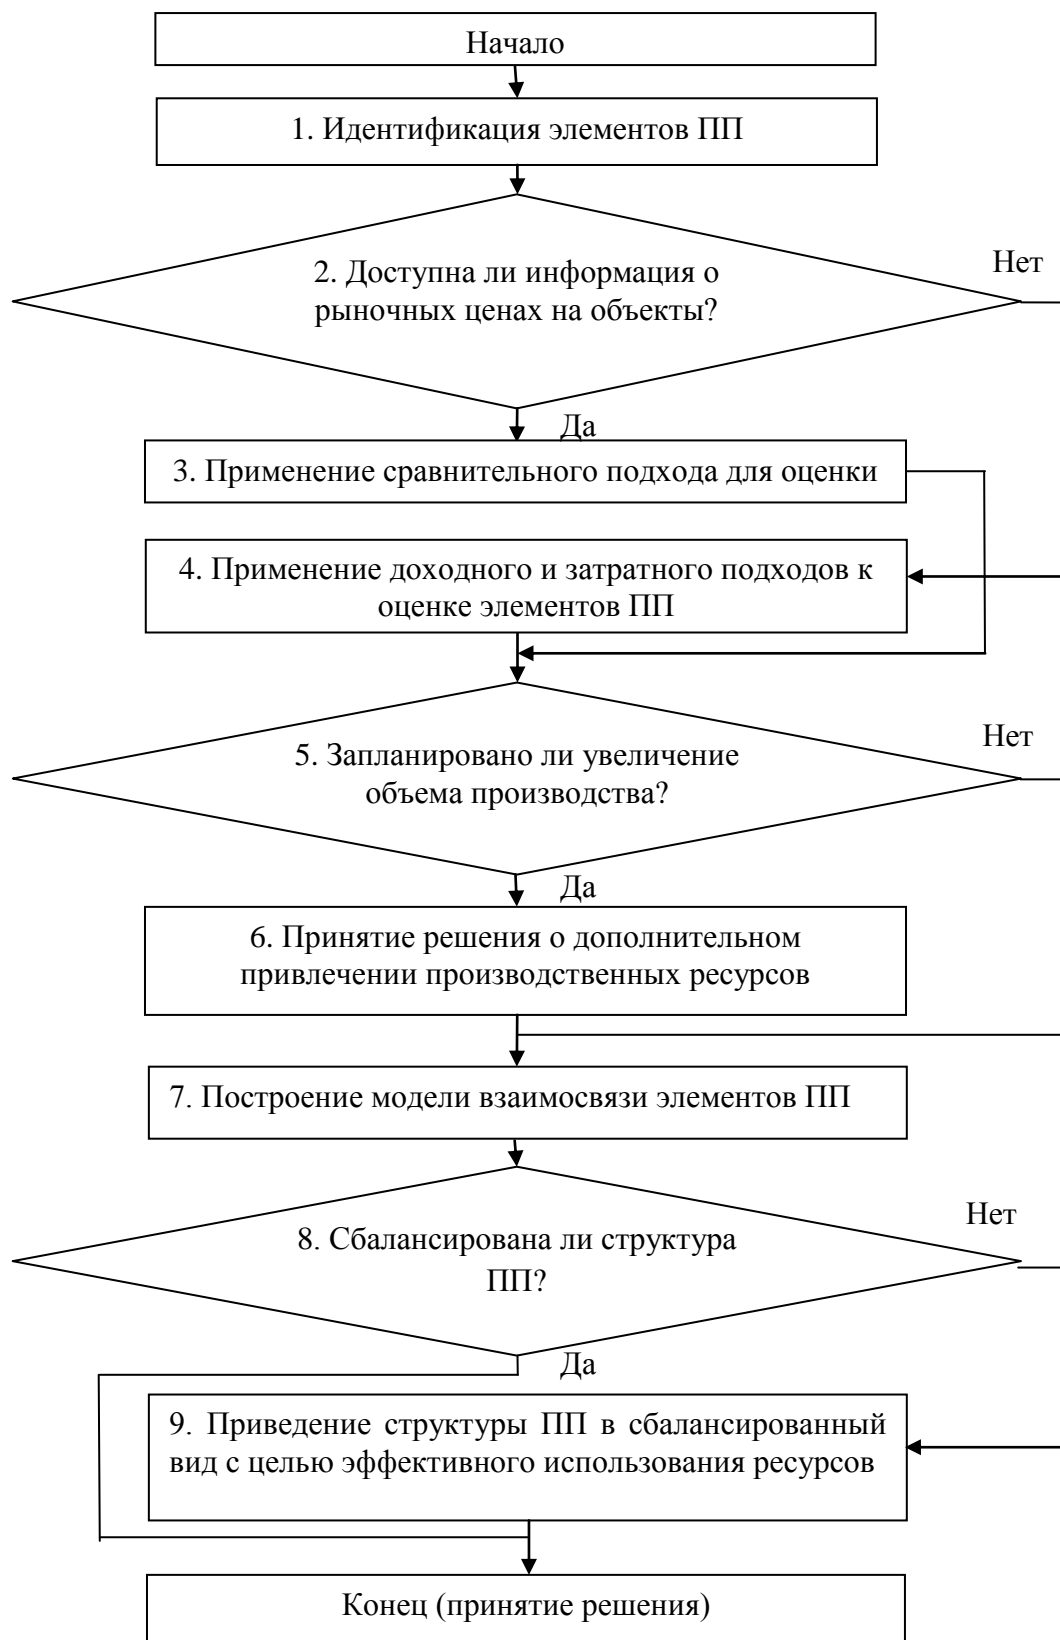 Начало
1. Идентификация элементов ПП
2. Доступна ли информация о
рыночных ценах на объекты?
Нет
Да
3. Применение сравнительного подхода для оценки
4. Применение доходного и затратного подходов к
оценке элементов ПП
5. Запланировано ли увеличение
объема производства?
Нет
Да
6. Принятие решения о дополнительном
привлечении производственных ресурсов
7. Построение модели взаимосвязи элементов ПП
8. Сбалансирована ли структура
ПП?
Нет
Да
9. Приведение структуры ПП в сбалансированный
вид с целью эффективного использования ресурсов
Конец (принятие решения)